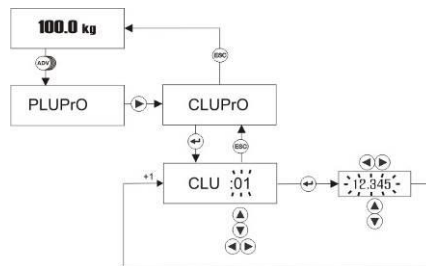 100.0 kg
ESC
ADV
PLUPrO
CLUPrO
ESC
+1
CLU :01
12.345